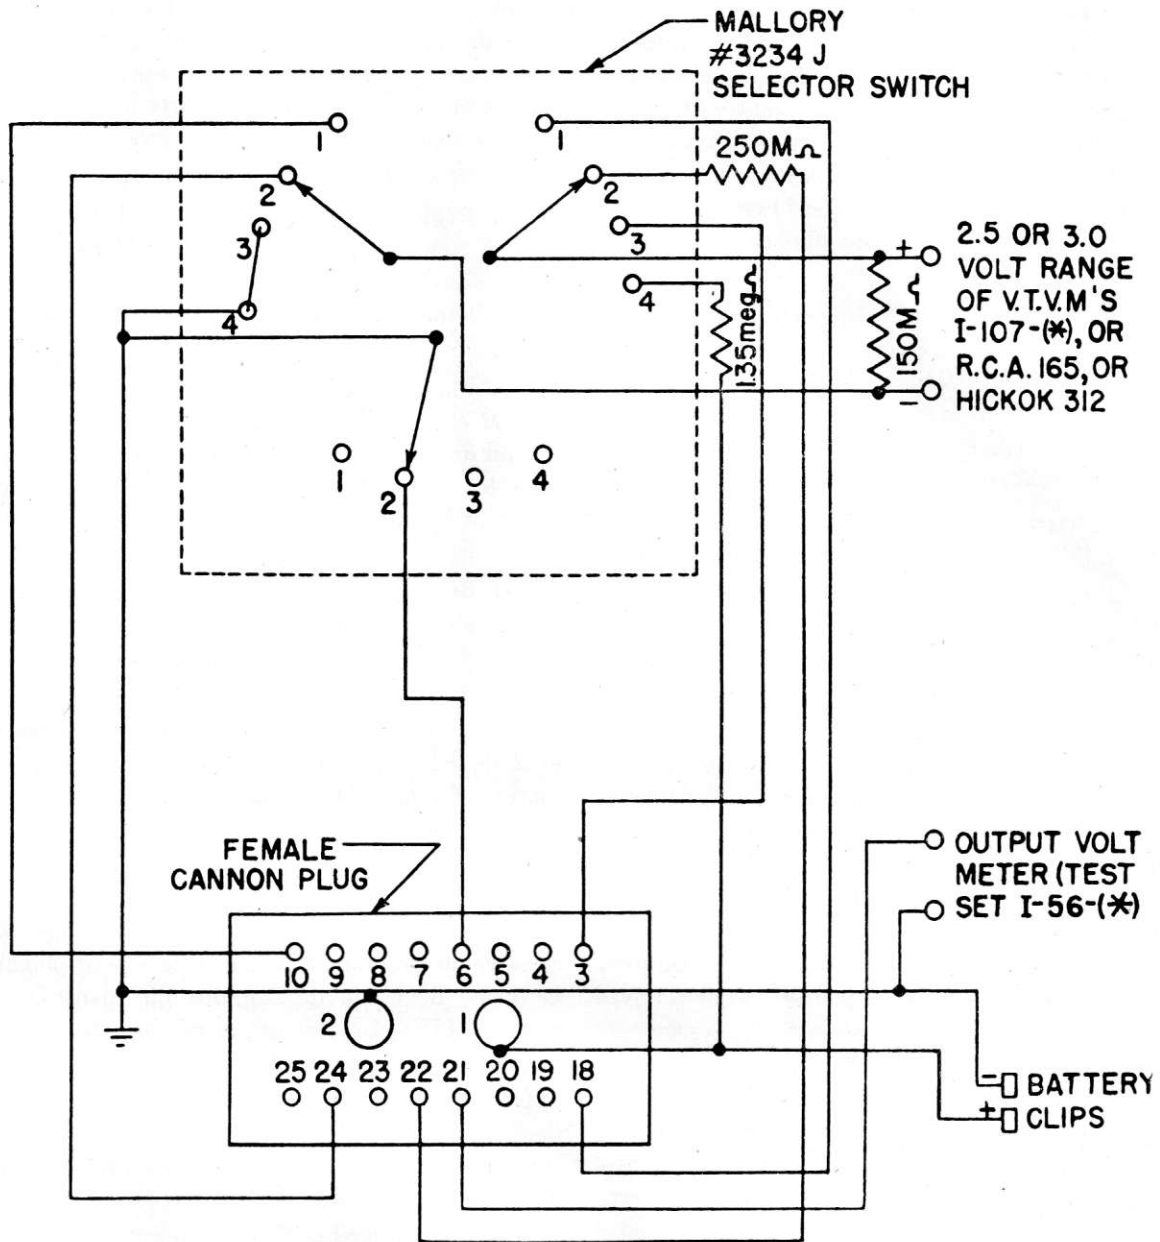 MALLORY
#3234 J
SELECTOR SWITCH
1
1
250M Ω
2
2
3
3
4
4
1.35meg Ω
150M Ω
+
−
2.5 OR 3.0
VOLT RANGE
OF V.T.V.M'S
I-107-(*), OR
R.C.A. 165, OR
HICKOK 312
1
2
3
4
FEMALE
CANNON PLUG
OUTPUT VOLT
METER (TEST
SET I-56-(*)
10 9 8 7 6 5 4 3
2 1
25 24 23 22 21 20 19 18
− BATTERY
+ CLIPS